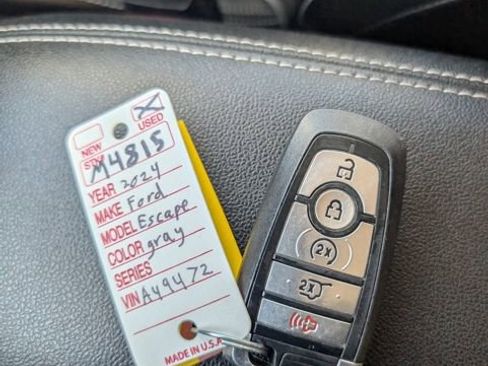 NEW USED
STK M4815
YEAR 2024
MAKE Ford
MODEL Escape
COLOR gray
SERIES
VIN A49472
MADE IN U.S.A.
2x
2X